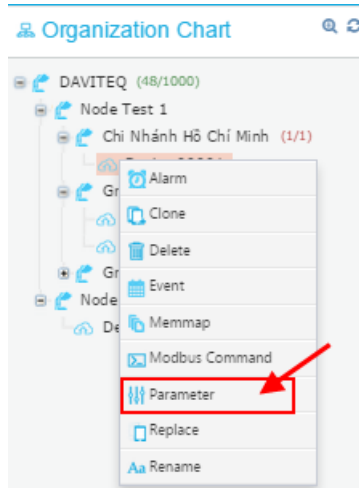 Organization Chart
DAVITEQ (48/1000)
Node Test 1
Chi Nhánh Hồ Chí Minh (1/1)
Gr
Gr
Node
De
Alarm
Clone
Delete
Event
Memmap
Modbus Command
Parameter
Replace
Aa Rename